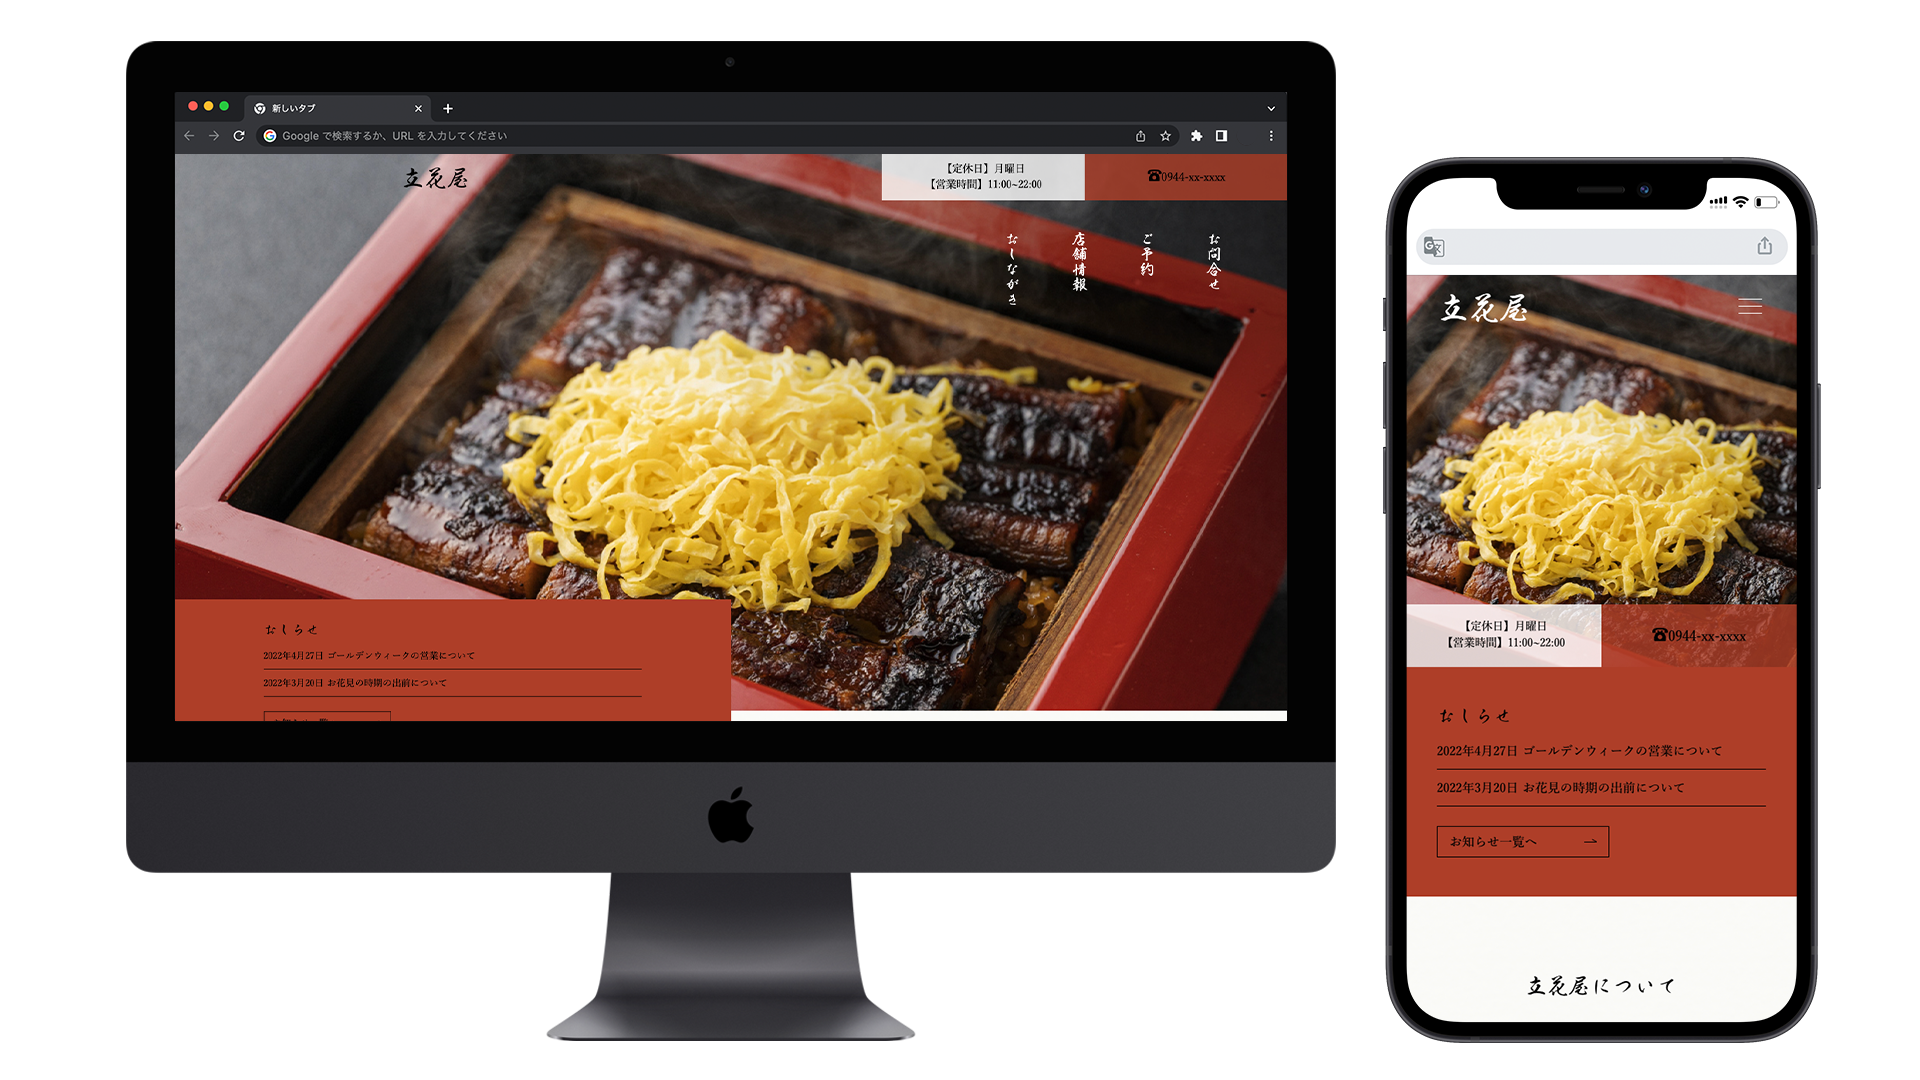 新しいタブ
Google で検索するか、URL を入力してください
立花屋
【定休日】月曜日
【営業時間】11:00~22:00
☎0944-xx-xxxx
お問合せ
ご予約
店舗情報
おしながき
おしらせ
2022年4月27日 ゴールデンウィークの営業について
2022年3月20日 お花見の時期の出前について
立花屋
【定休日】月曜日
【営業時間】11:00~22:00
☎0944-xx-xxxx
おしらせ
2022年4月27日 ゴールデンウィークの営業について
2022年3月20日 お花見の時期の出前について
お知らせ一覧へ
立花屋について